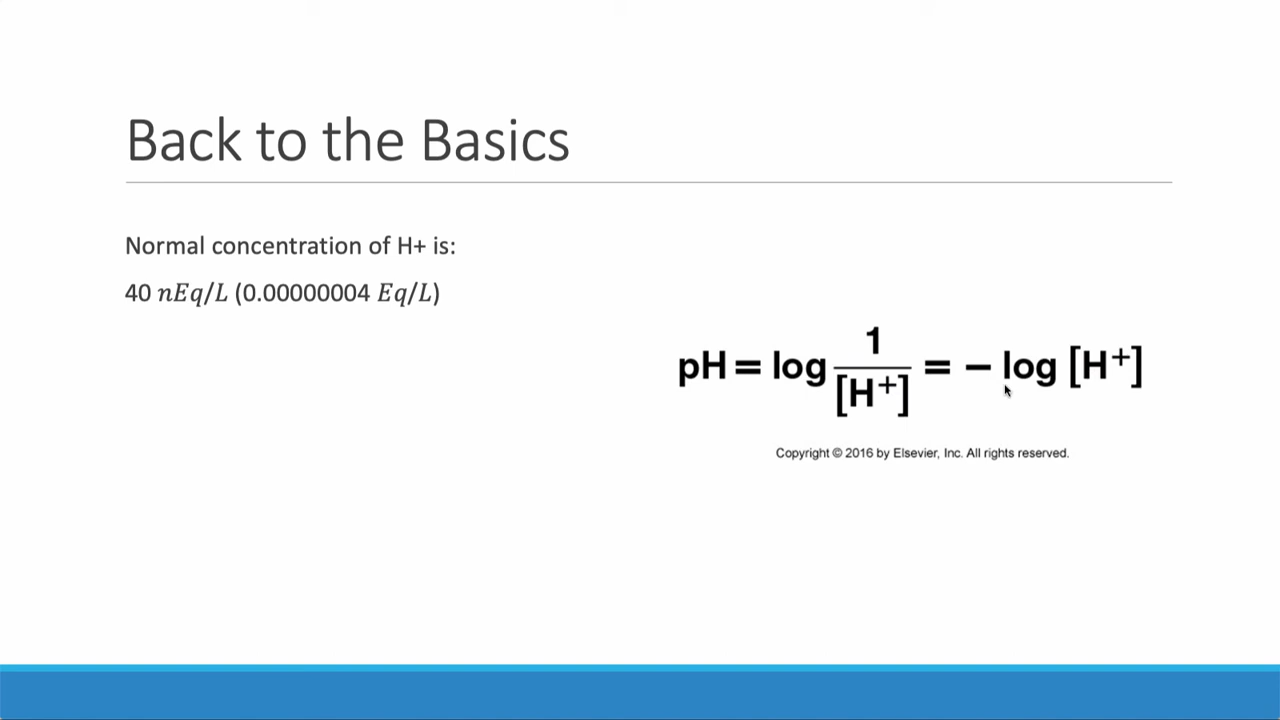 Back to the Basics
Normal concentration of H+ is:
40 nEq/L (0.00000004 Eq/L)
pH = log 1/[H⁺] = − log [H⁺]
Copyright © 2016 by Elsevier, Inc. All rights reserved.